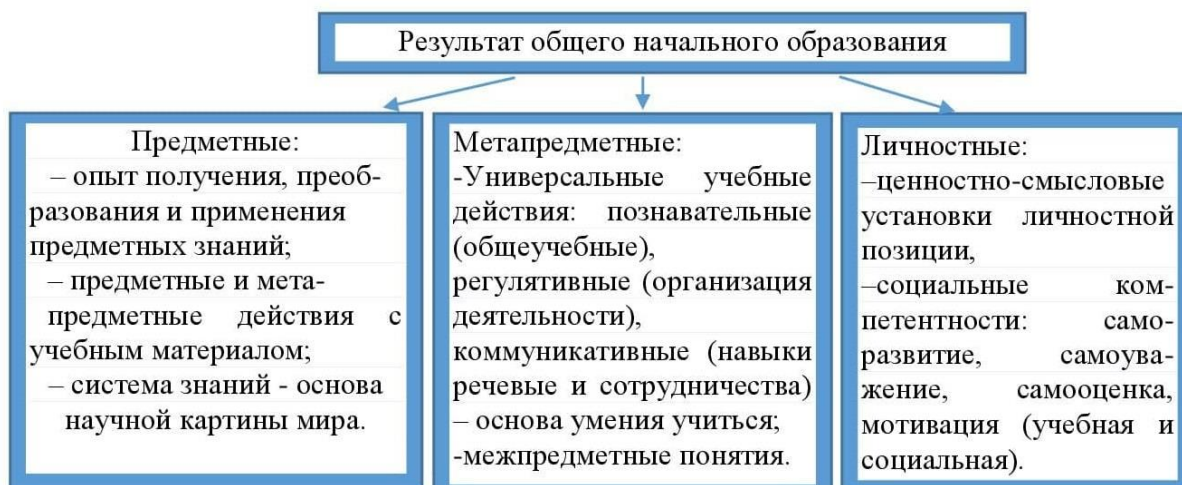 Результат общего начального образования
Предметные:
– опыт получения, преоб-
разования и применения
предметных знаний;
– предметные и мета-
предметные действия с
учебным материалом;
– система знаний - основа
научной картины мира.
Метапредметные:
-Универсальные учебные
действия: познавательные
(общеучебные),
регулятивные (организация
деятельности),
коммуникативные (навыки
речевые и сотрудничества)
– основа умения учиться;
-межпредметные понятия.
Личностные:
–ценностно-смысловые
установки личностной
позиции,
–социальные ком-
петентности: само-
развитие, самоува-
жение, самооценка,
мотивация (учебная и
социальная).